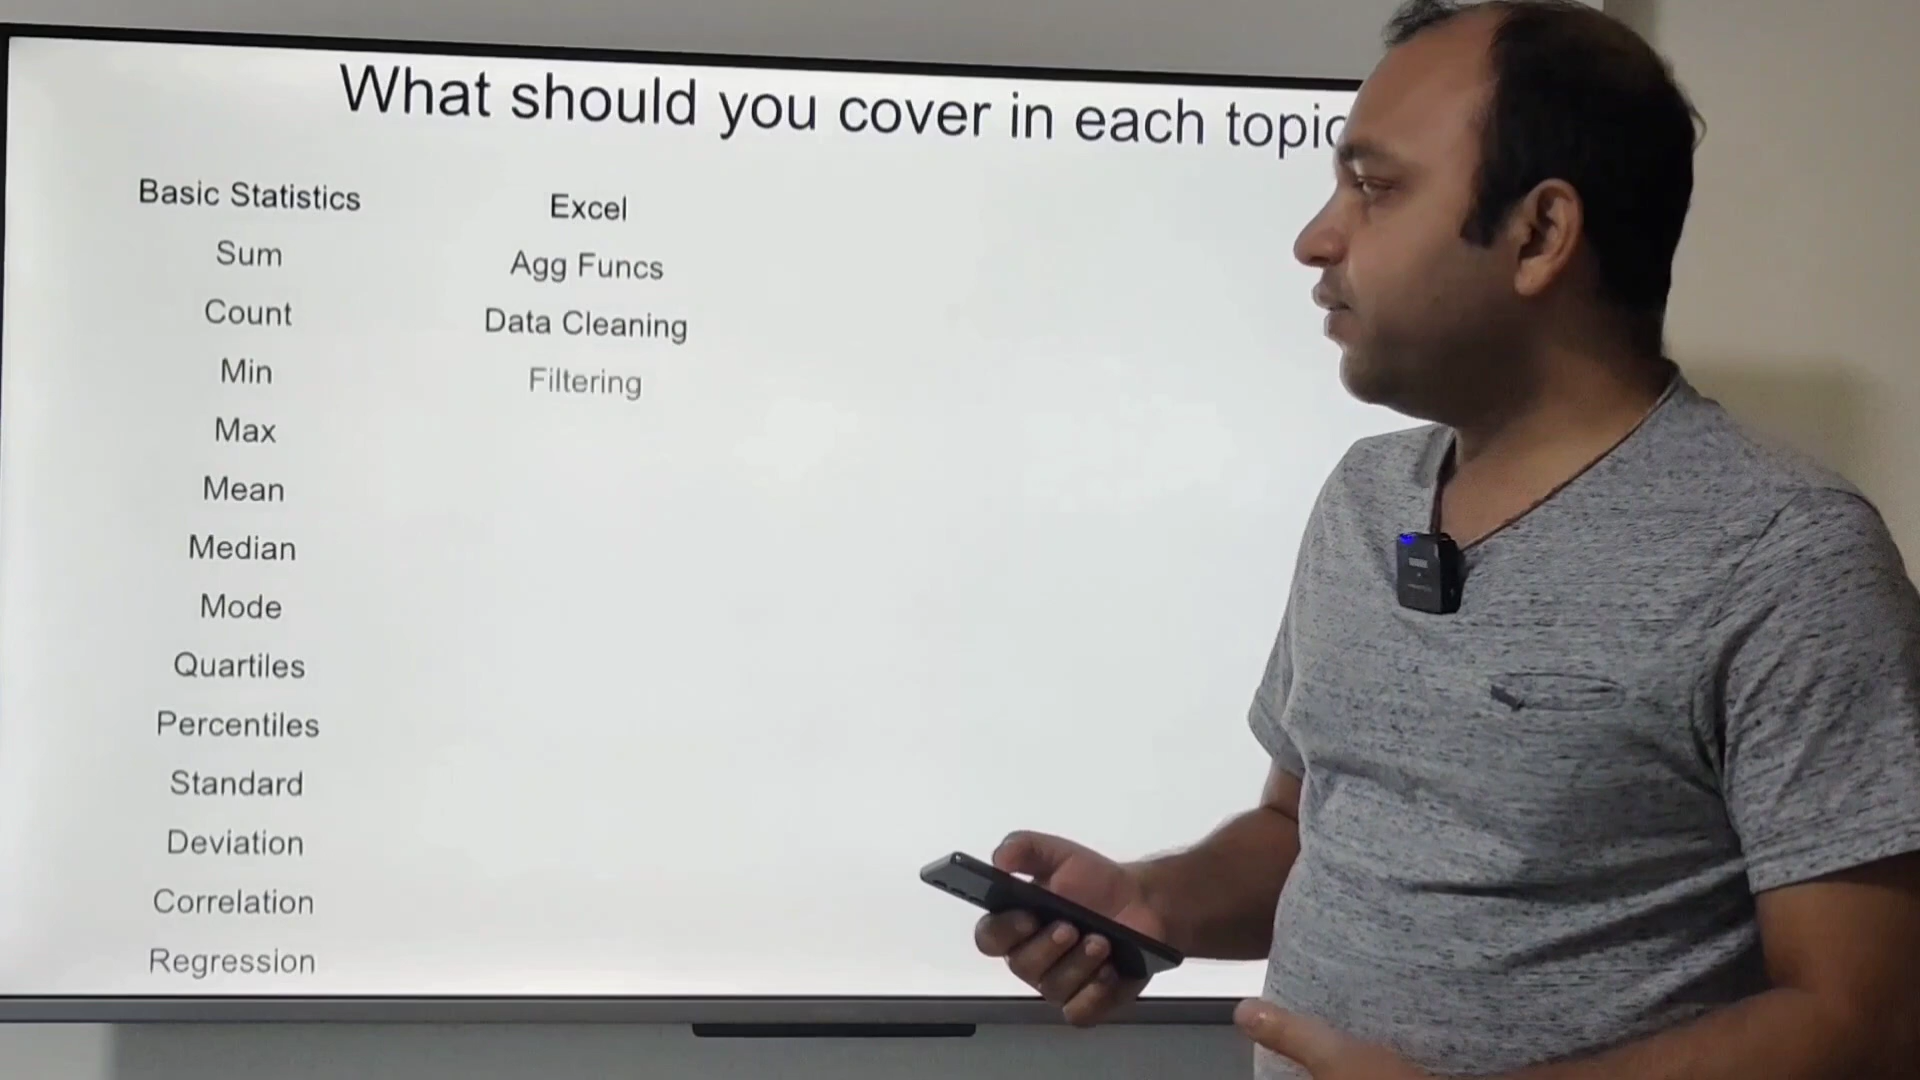 What should you cover in each topic
Basic Statistics
Sum
Count
Min
Max
Mean
Median
Mode
Quartiles
Percentiles
Standard
Deviation
Correlation
Regression
Excel
Agg Funcs
Data Cleaning
Filtering